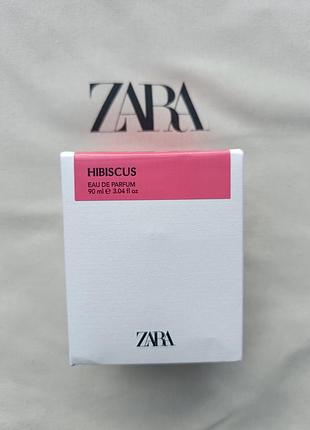 ZARA
HIBISCUS
EAU DE PARFUM
90 ml ℮ 3.04 fl oz
ZARA